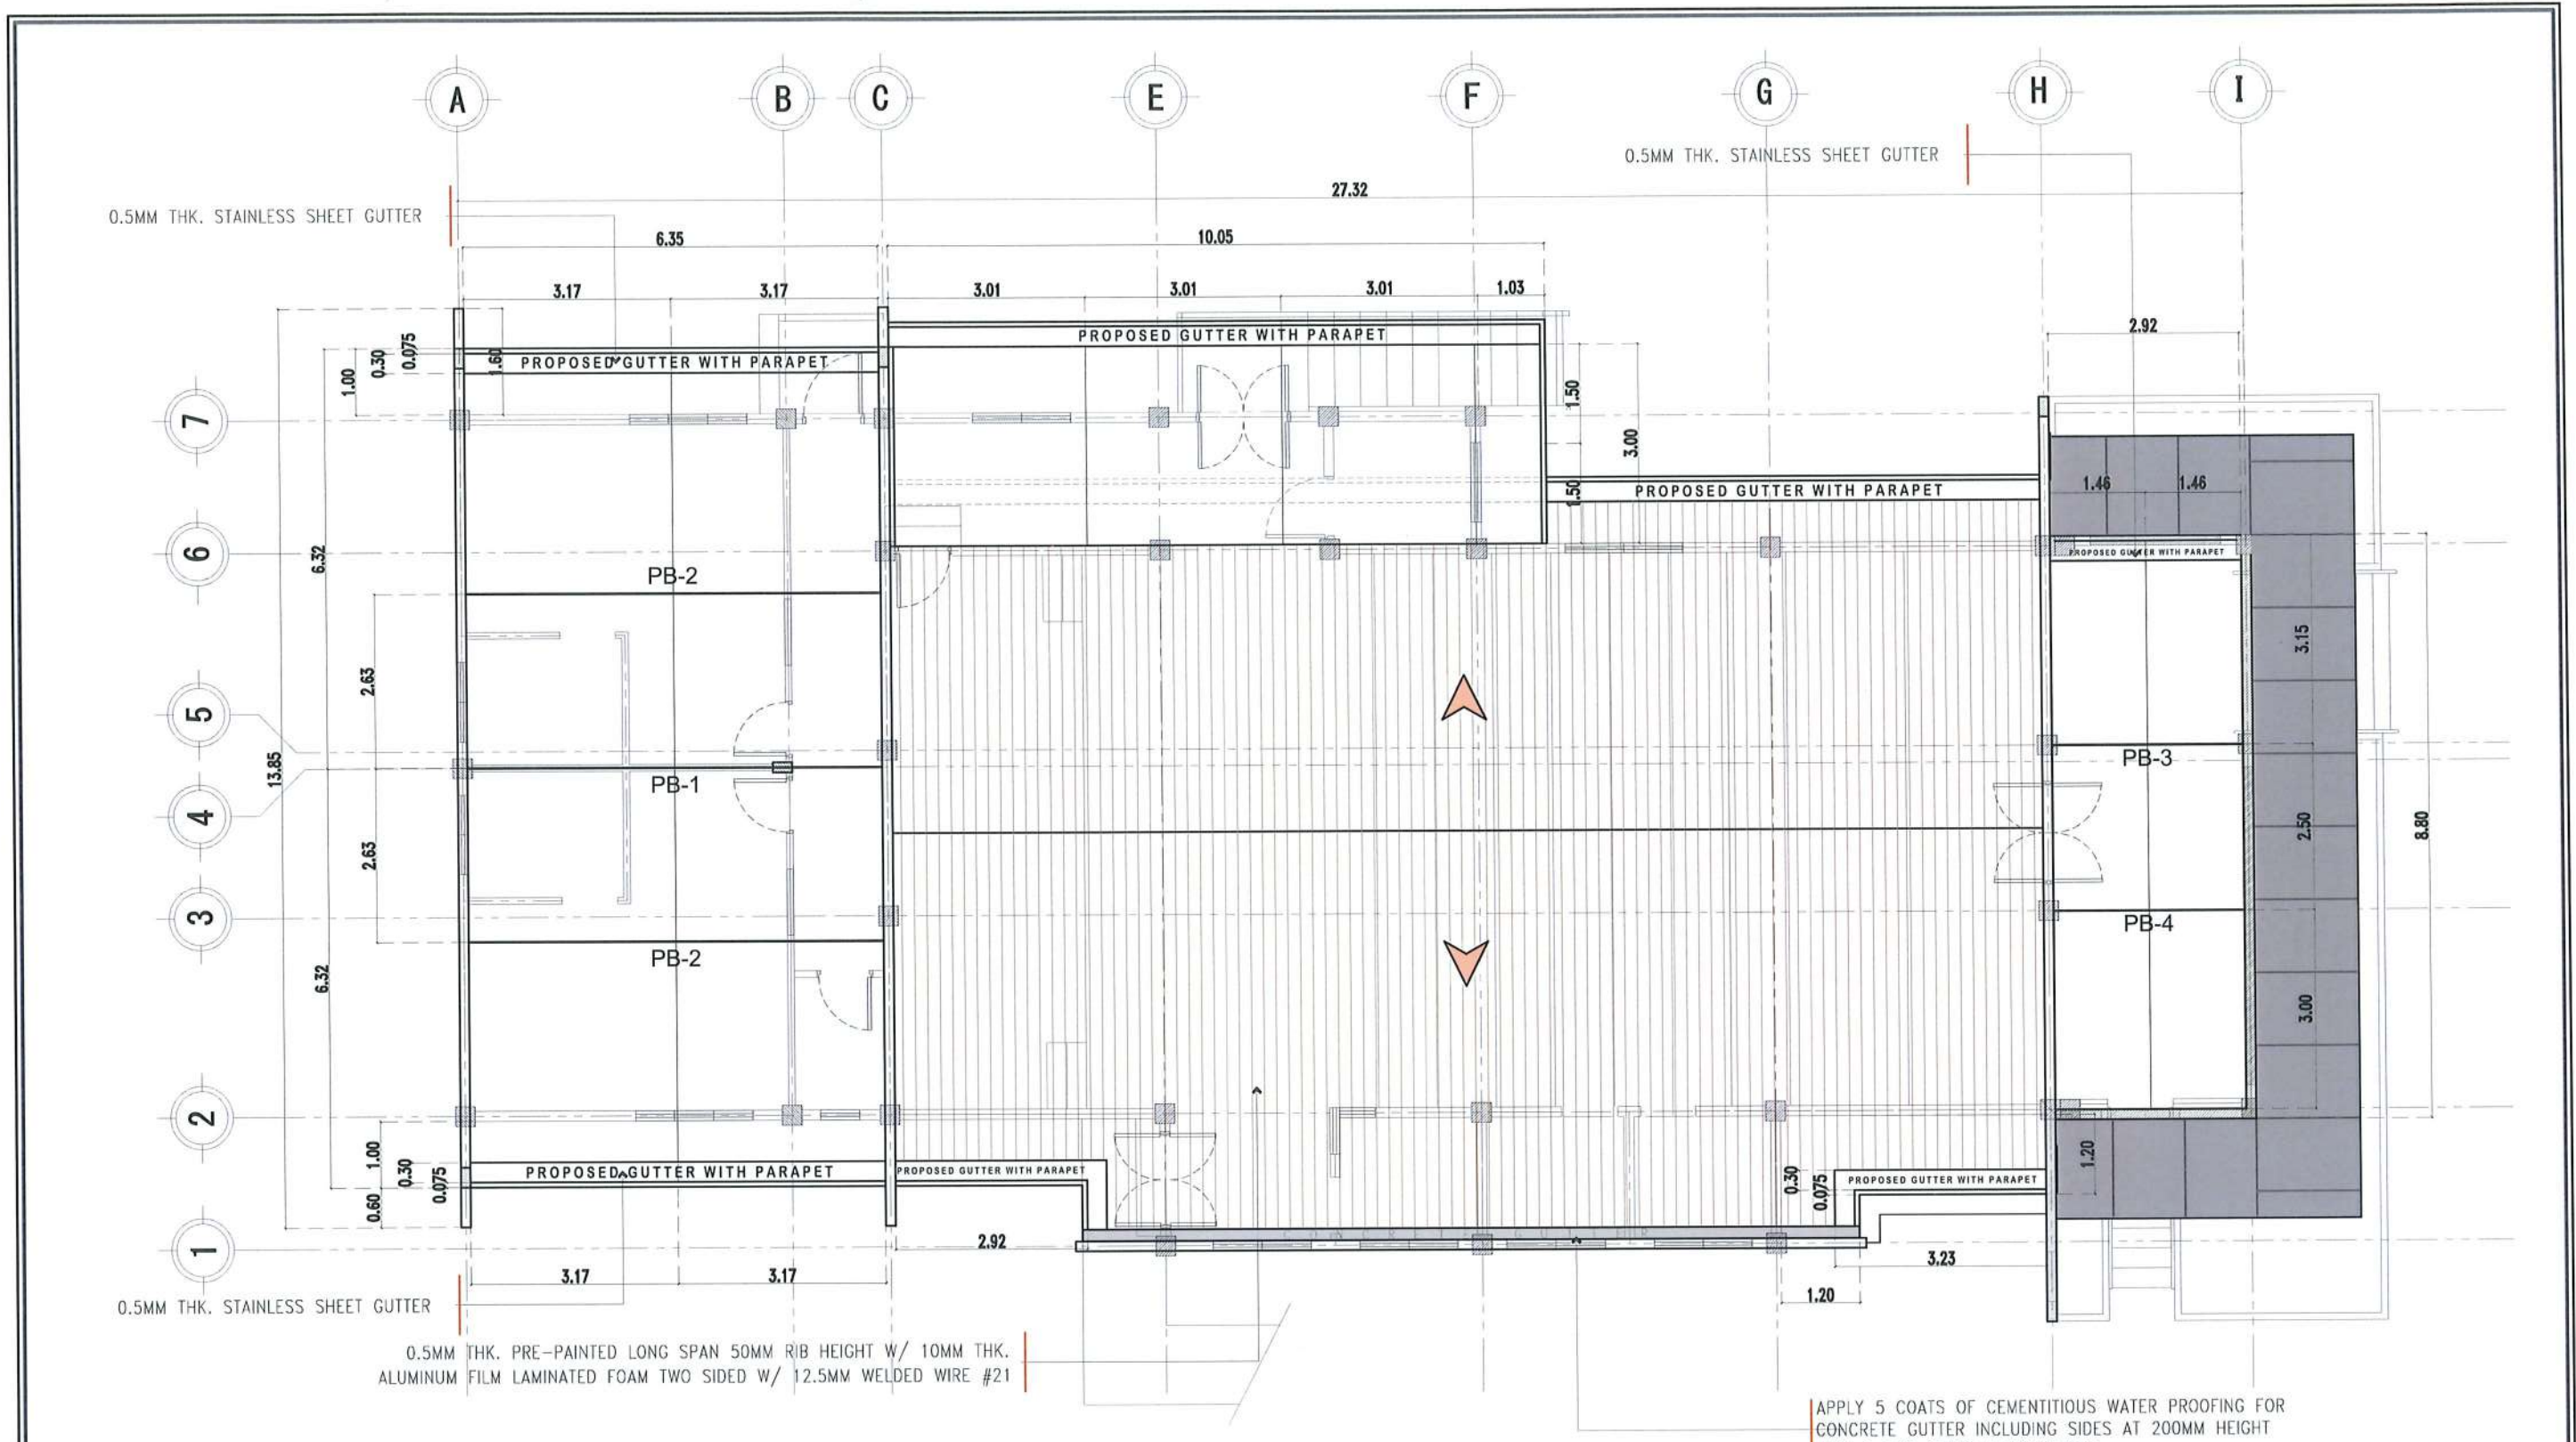 A
B
C
E
F
G
H
I
0.5MM THK. STAINLESS SHEET GUTTER
27.32
0.5MM THK. STAINLESS SHEET GUTTER
6.35
10.05
3.17
3.17
3.01
3.01
3.01
1.03
2.92
PROPOSED GUTTER WITH PARAPET
PROPOSED GUTTER WITH PARAPET
1.00
0.30
0.075
1.60
1.50
3.00
1.50
7
PROPOSED GUTTER WITH PARAPET
1.46
1.46
6
6.32
PROPOSED GUTTER WITH PARAPET
PB-2
2.63
3.15
5
13.85
PB-3
PB-1
4
2.63
2.50
8.80
3
PB-4
PB-2
6.32
3.00
2
1.00
0.30
0.075
0.60
PROPOSED GUTTER WITH PARAPET
PROPOSED GUTTER WITH PARAPET
0.30
0.075
PROPOSED GUTTER WITH PARAPET
1.20
1
2.92
3.23
3.17
3.17
1.20
0.5MM THK. STAINLESS SHEET GUTTER
0.5MM THK. PRE-PAINTED LONG SPAN 50MM RIB HEIGHT W/ 10MM THK.
ALUMINUM FILM LAMINATED FOAM TWO SIDED W/ 12.5MM WELDED WIRE #21
APPLY 5 COATS OF CEMENTITIOUS WATER PROOFING FOR
CONCRETE GUTTER INCLUDING SIDES AT 200MM HEIGHT